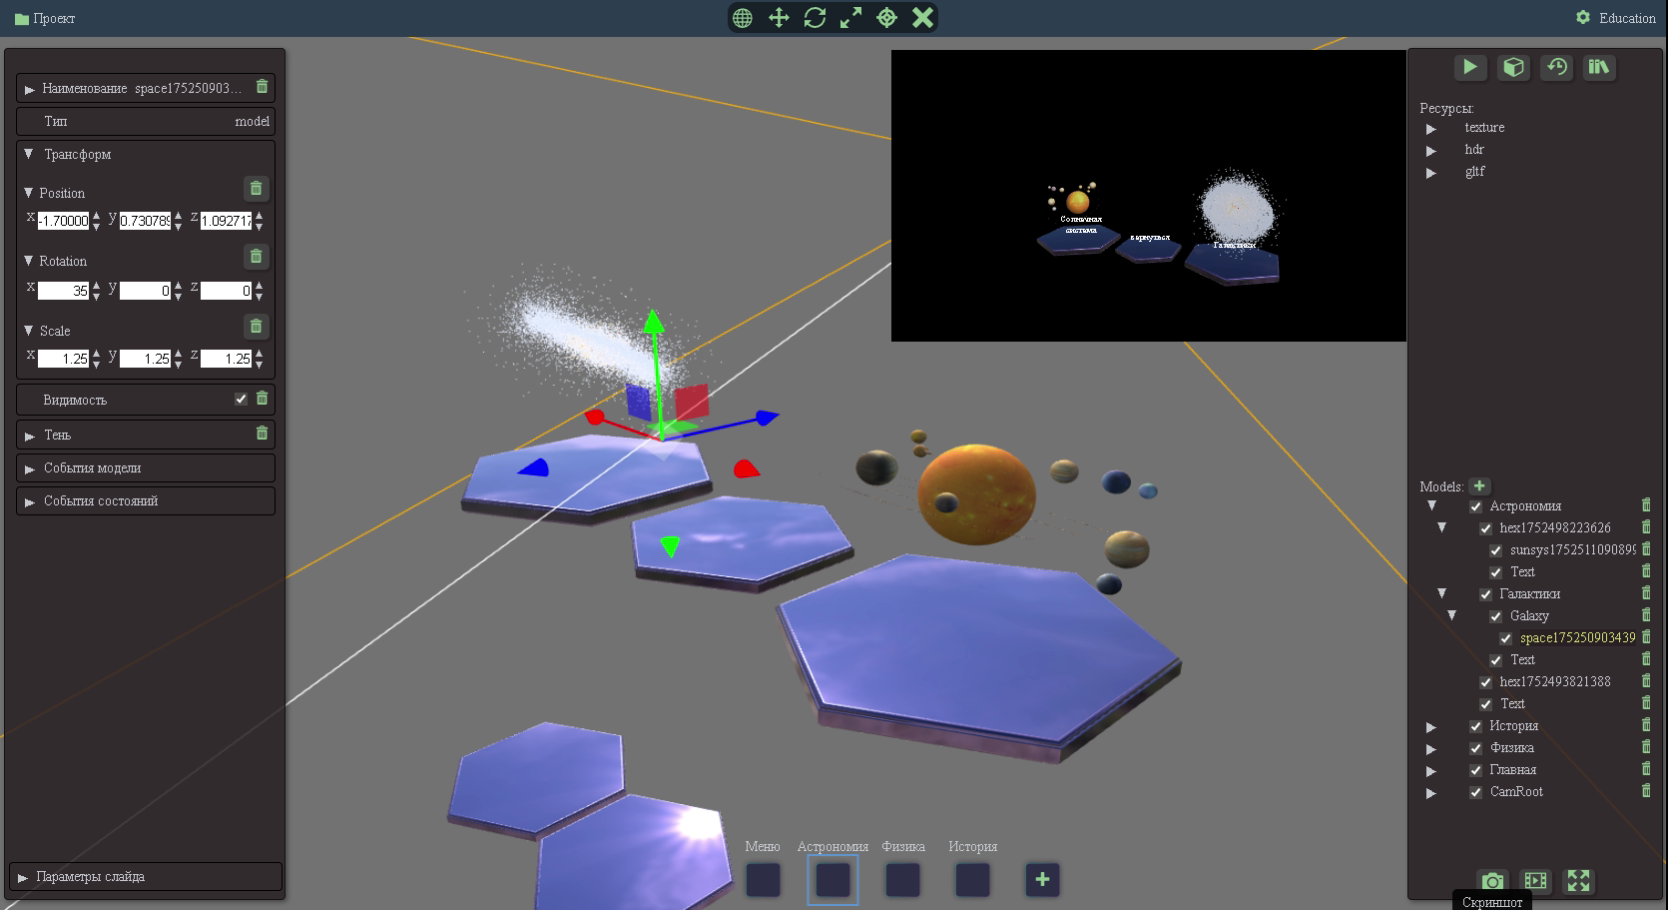 Проект
Education
Наименование space175250903...
Тип model
Трансформ
Position
x -1.70000 y 0.730789 z 1.092717
Rotation
x 35 y 0 z 0
Scale
x 1.25 y 1.25 z 1.25
Видимость
Тень
События модели
События состояний
Параметры слайда
Солнечная
система
вернуться
Галактики
Меню Астрономия Физика История
Ресурсы:
texture
hdr
gltf
Models:
Астрономия
hex1752498223626
sunsys1752511090899
Text
Галактики
Galaxy
space175250903439
Text
hex1752493821388
Text
История
Физика
Главная
CamRoot
Скриншот